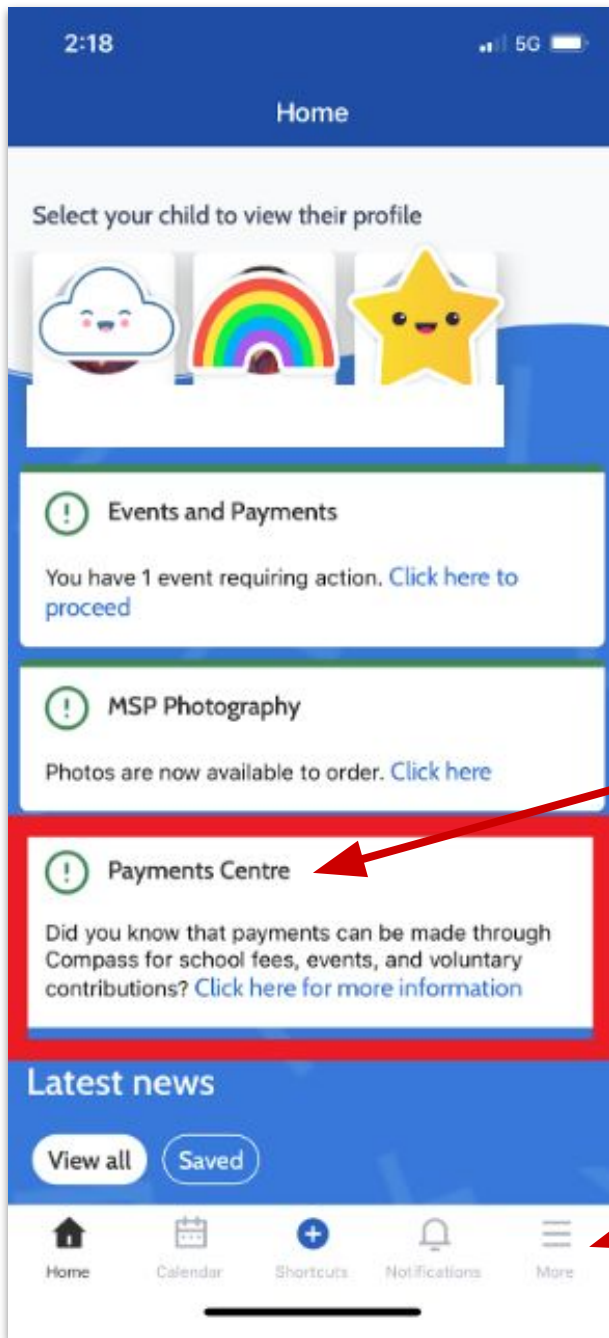 2:18 5G
Home
Select your child to view their profile
Events and Payments
You have 1 event requiring action. Click here to
proceed
MSP Photography
Photos are now available to order. Click here
Payments Centre
Did you know that payments can be made through
Compass for school fees, events, and voluntary
contributions? Click here for more information
Latest news
View all Saved
Home Calendar Shortcuts Notifications More